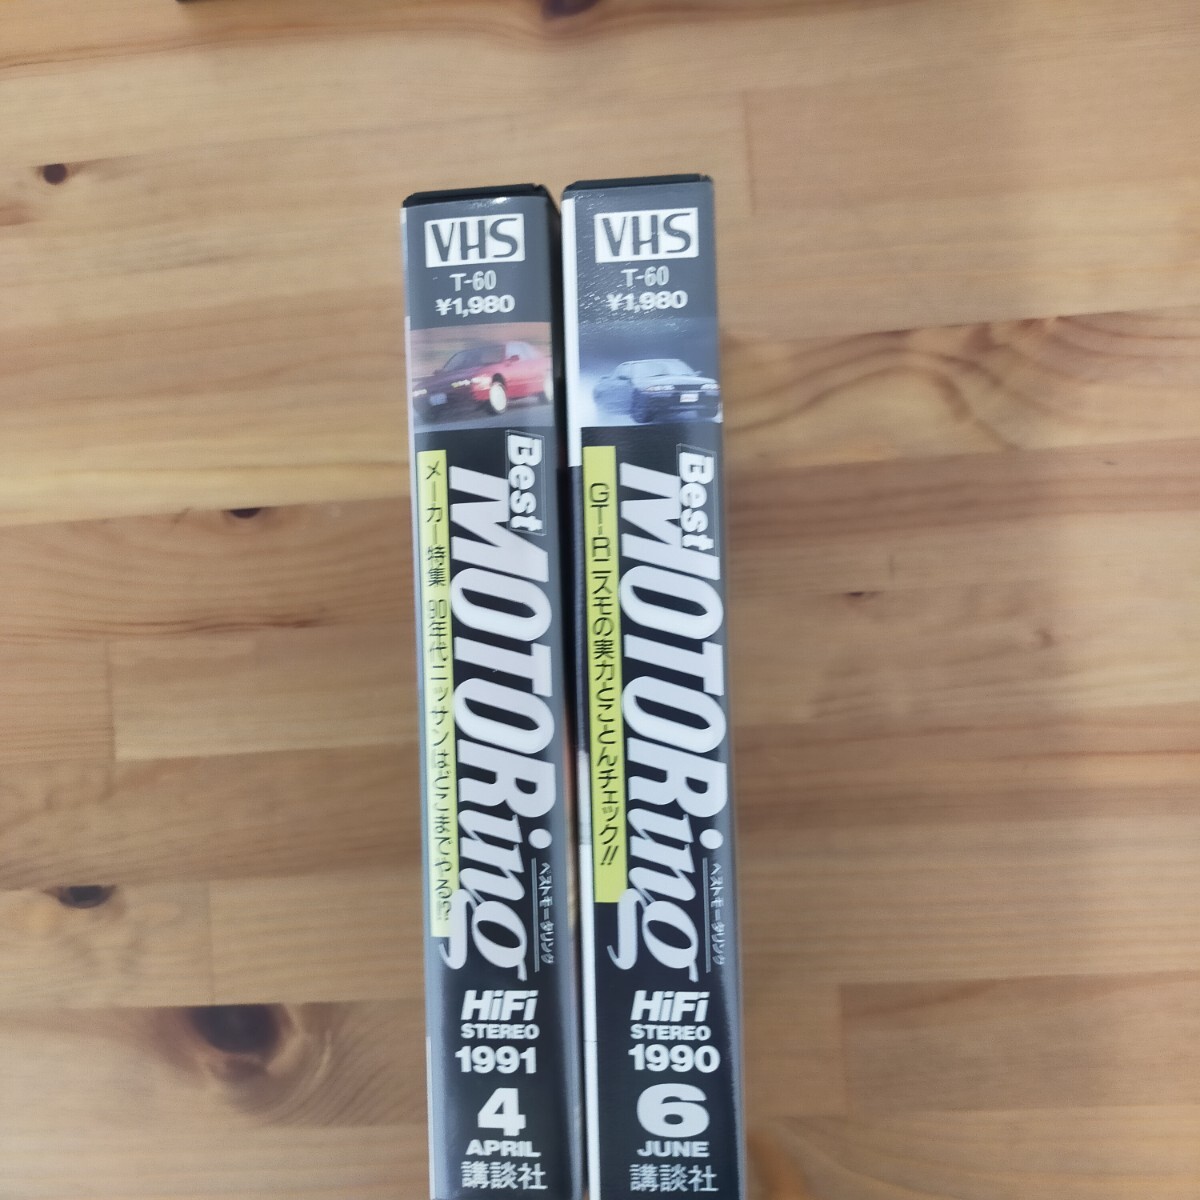 VHS
T-60
¥1,980
Best
MOTORing
ベストモータリング
メーカー特集 90年代ニッサンはどこまでやる!?
HiFi
STEREO
1991
4
APRIL
講談社
VHS
T-60
¥1,980
Best
MOTORing
ベストモータリング
GT-Rニスモの実力とことんチェック!!
HiFi
STEREO
1990
6
JUNE
講談社